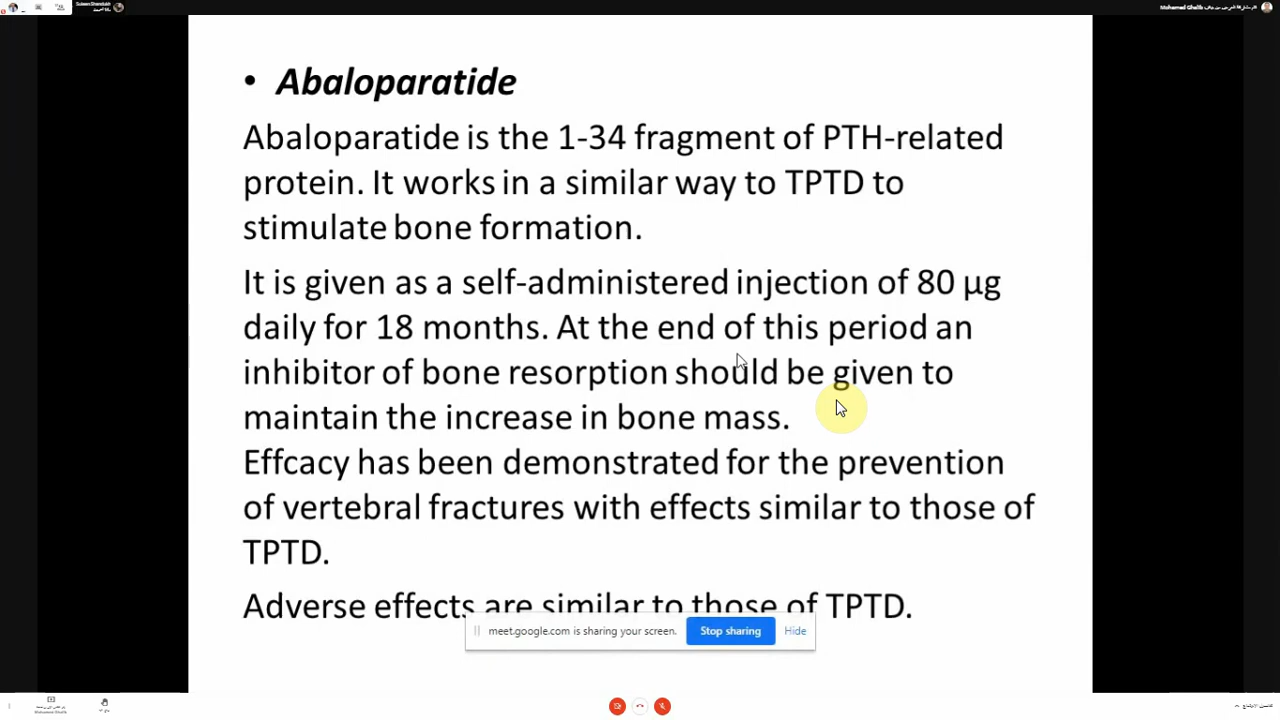 Suleen Shandukh
Mohamed Ghalib
• Abaloparatide
Abaloparatide is the 1-34 fragment of PTH-related
protein. It works in a similar way to TPTD to
stimulate bone formation.
It is given as a self-administered injection of 80 μg
daily for 18 months. At the end of this period an
inhibitor of bone resorption should be given to
maintain the increase in bone mass.
Effcacy has been demonstrated for the prevention
of vertebral fractures with effects similar to those of
TPTD.
Adverse effects are similar to those of TPTD.
meet.google.com is sharing your screen.
Stop sharing
Hide